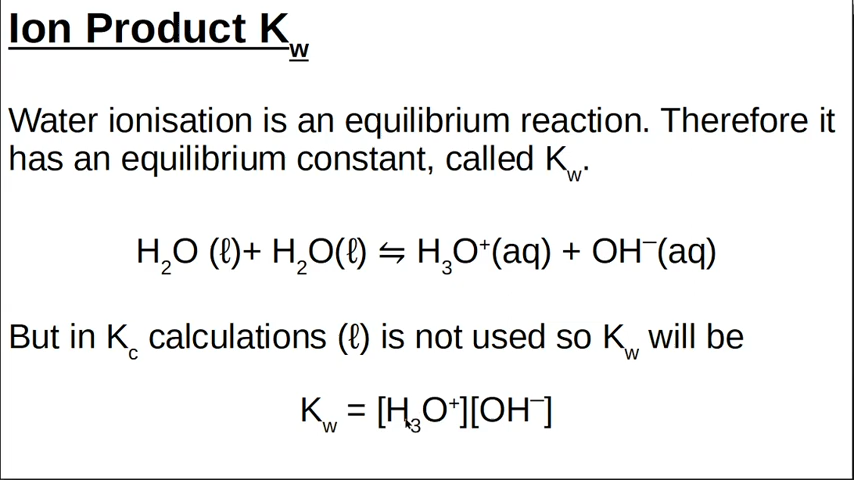 Ion Product K₍w₎
Water ionisation is an equilibrium reaction. Therefore it
has an equilibrium constant, called Kw.
H₂O (ℓ)+ H₂O(ℓ) ⇋ H₃O⁺(aq) + OH⁻(aq)
But in Kc calculations (ℓ) is not used so Kw will be
Kw = [H₃O⁺][OH⁻]